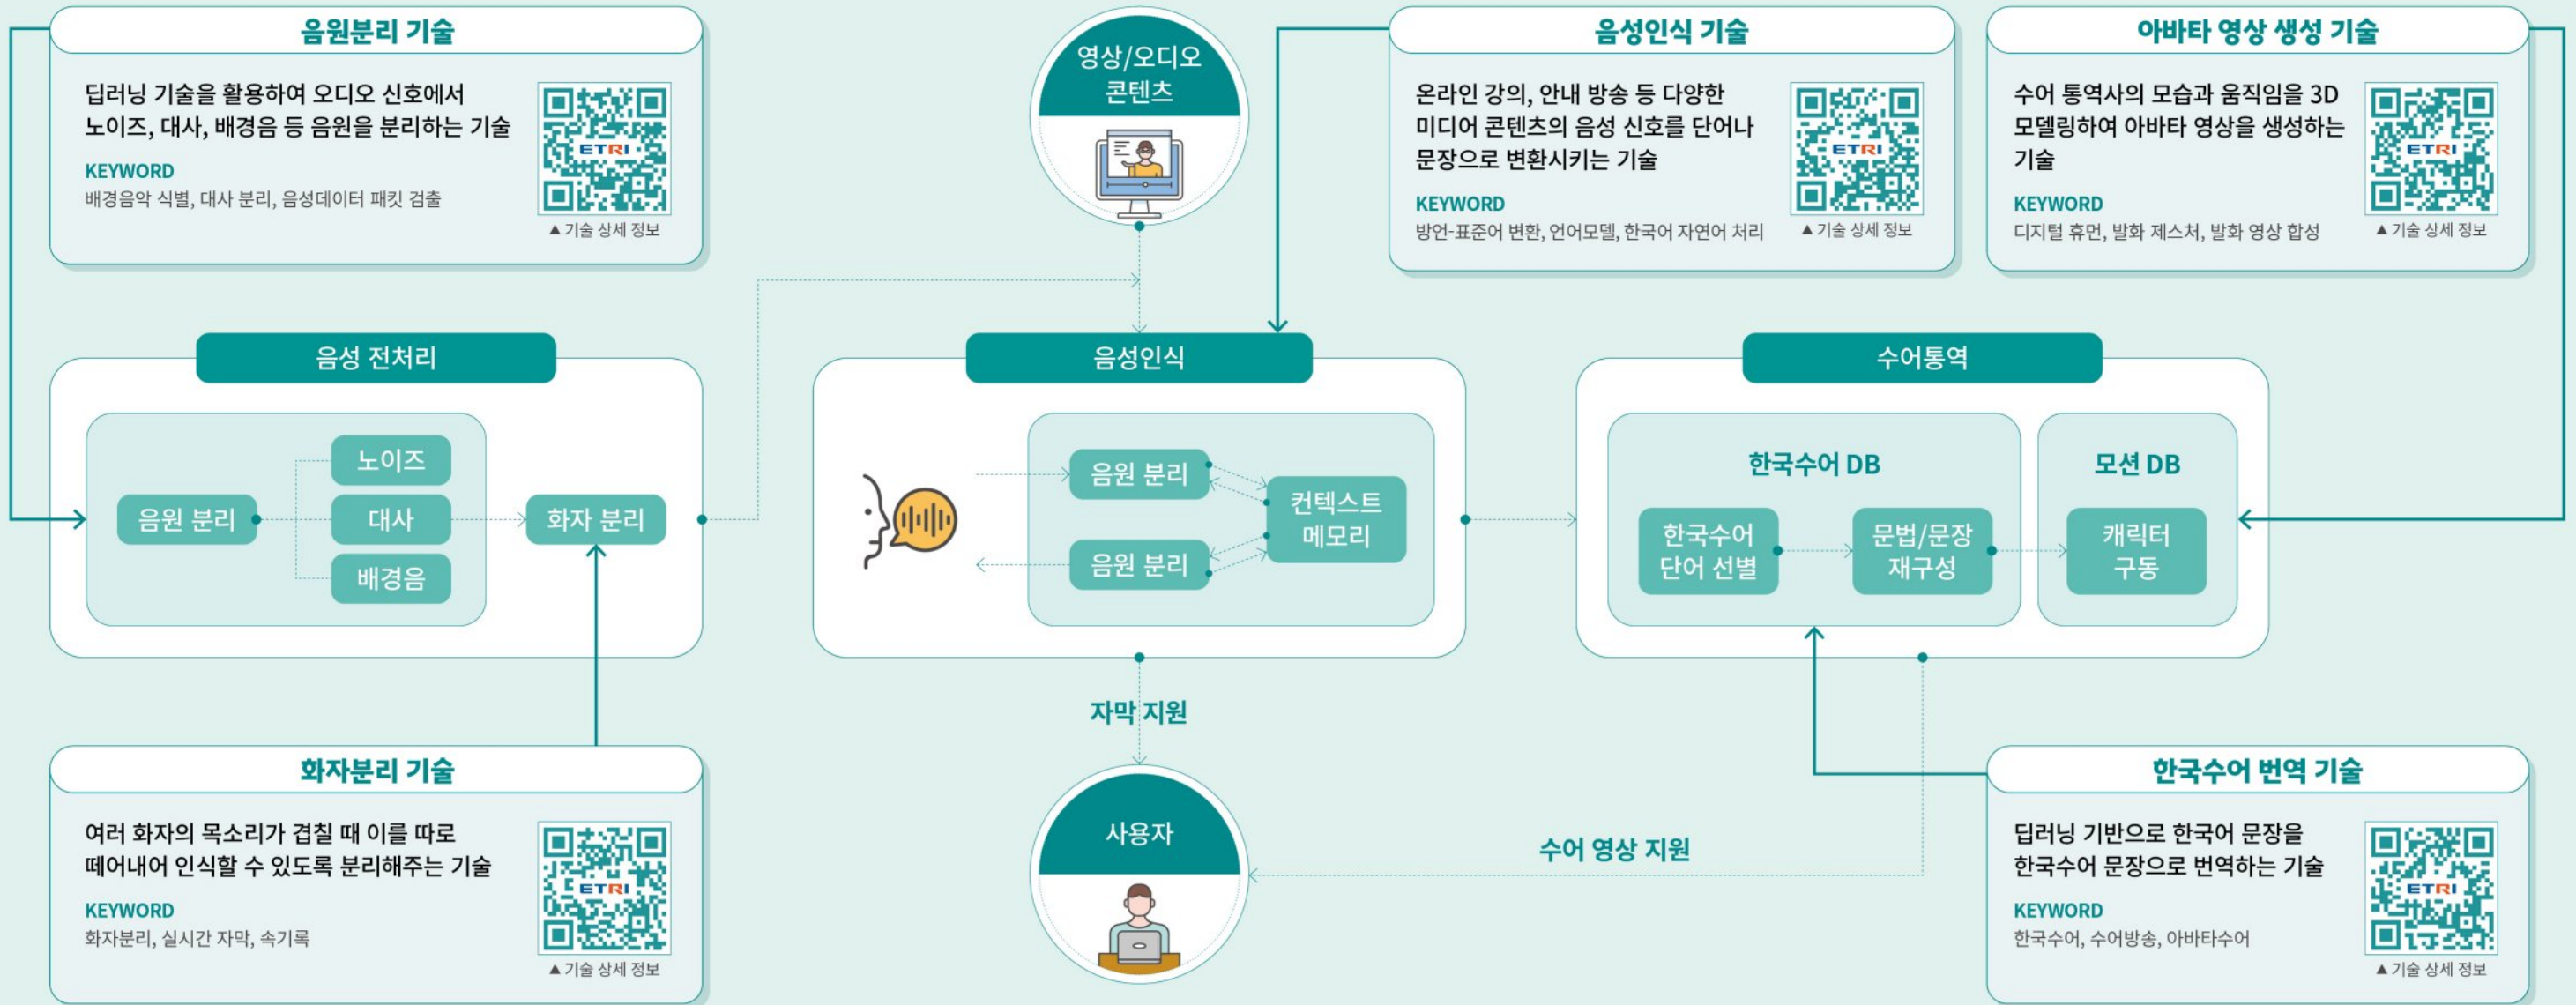 음원분리 기술
딥러닝 기술을 활용하여 오디오 신호에서
노이즈, 대사, 배경음 등 음원을 분리하는 기술
KEYWORD
배경음악 식별, 대사 분리, 음성데이터 패킷 검출
ETRI
▲ 기술 상세 정보
영상/오디오
콘텐츠
음성인식 기술
온라인 강의, 안내 방송 등 다양한
미디어 콘텐츠의 음성 신호를 단어나
문장으로 변환시키는 기술
KEYWORD
방언-표준어 변환, 언어모델, 한국어 자연어 처리
ETRI
▲ 기술 상세 정보
아바타 영상 생성 기술
수어 통역사의 모습과 움직임을 3D
모델링하여 아바타 영상을 생성하는
기술
KEYWORD
디지털 휴먼, 발화 제스처, 발화 영상 합성
ETRI
▲ 기술 상세 정보
음성 전처리
음원 분리
노이즈
대사
배경음
화자 분리
음성인식
음원 분리
음원 분리
컨텍스트
메모리
수어통역
한국수어 DB
한국수어
단어 선별
문법/문장
재구성
모션 DB
캐릭터
구동
자막 지원
화자분리 기술
여러 화자의 목소리가 겹칠 때 이를 따로
떼어내어 인식할 수 있도록 분리해주는 기술
KEYWORD
화자분리, 실시간 자막, 속기록
ETRI
▲ 기술 상세 정보
사용자
수어 영상 지원
한국수어 번역 기술
딥러닝 기반으로 한국어 문장을
한국수어 문장으로 번역하는 기술
KEYWORD
한국수어, 수어방송, 아바타수어
ETRI
▲ 기술 상세 정보